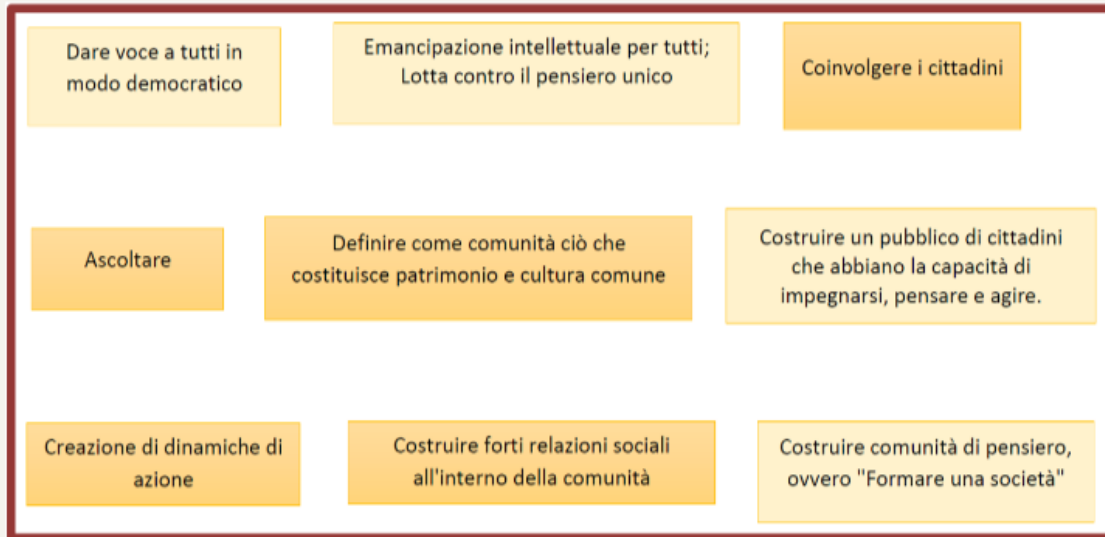 Dare voce a tutti in
modo democratico
Emancipazione intellettuale per tutti;
Lotta contro il pensiero unico
Coinvolgere i cittadini
Ascoltare
Definire come comunità ciò che
costituisce patrimonio e cultura comune
Costruire un pubblico di cittadini
che abbiano la capacità di
impegnarsi, pensare e agire.
Creazione di dinamiche di
azione
Costruire forti relazioni sociali
all'interno della comunità
Costruire comunità di pensiero,
ovvero "Formare una società"